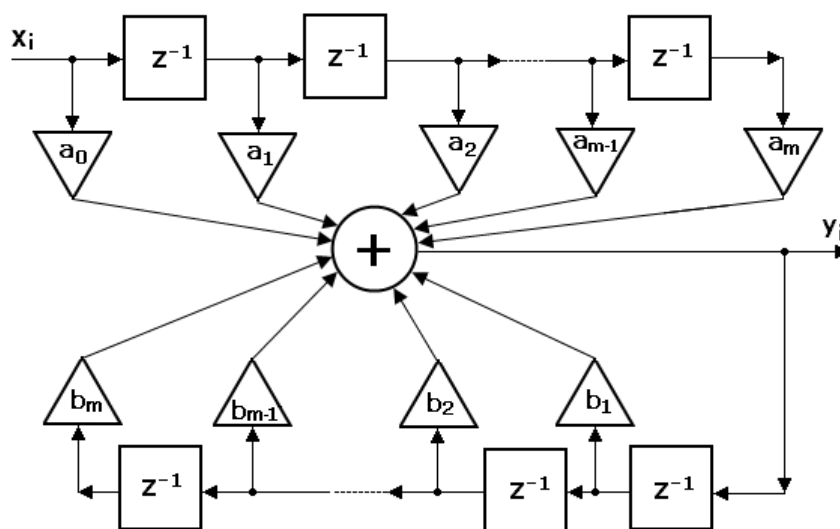 xᵢ
z⁻¹ z⁻¹ z⁻¹
a₀ a₁ a₂ aₘ₋₁ aₘ
+
yᵢ
bₘ bₘ₋₁ b₂ b₁
z⁻¹ z⁻¹ z⁻¹